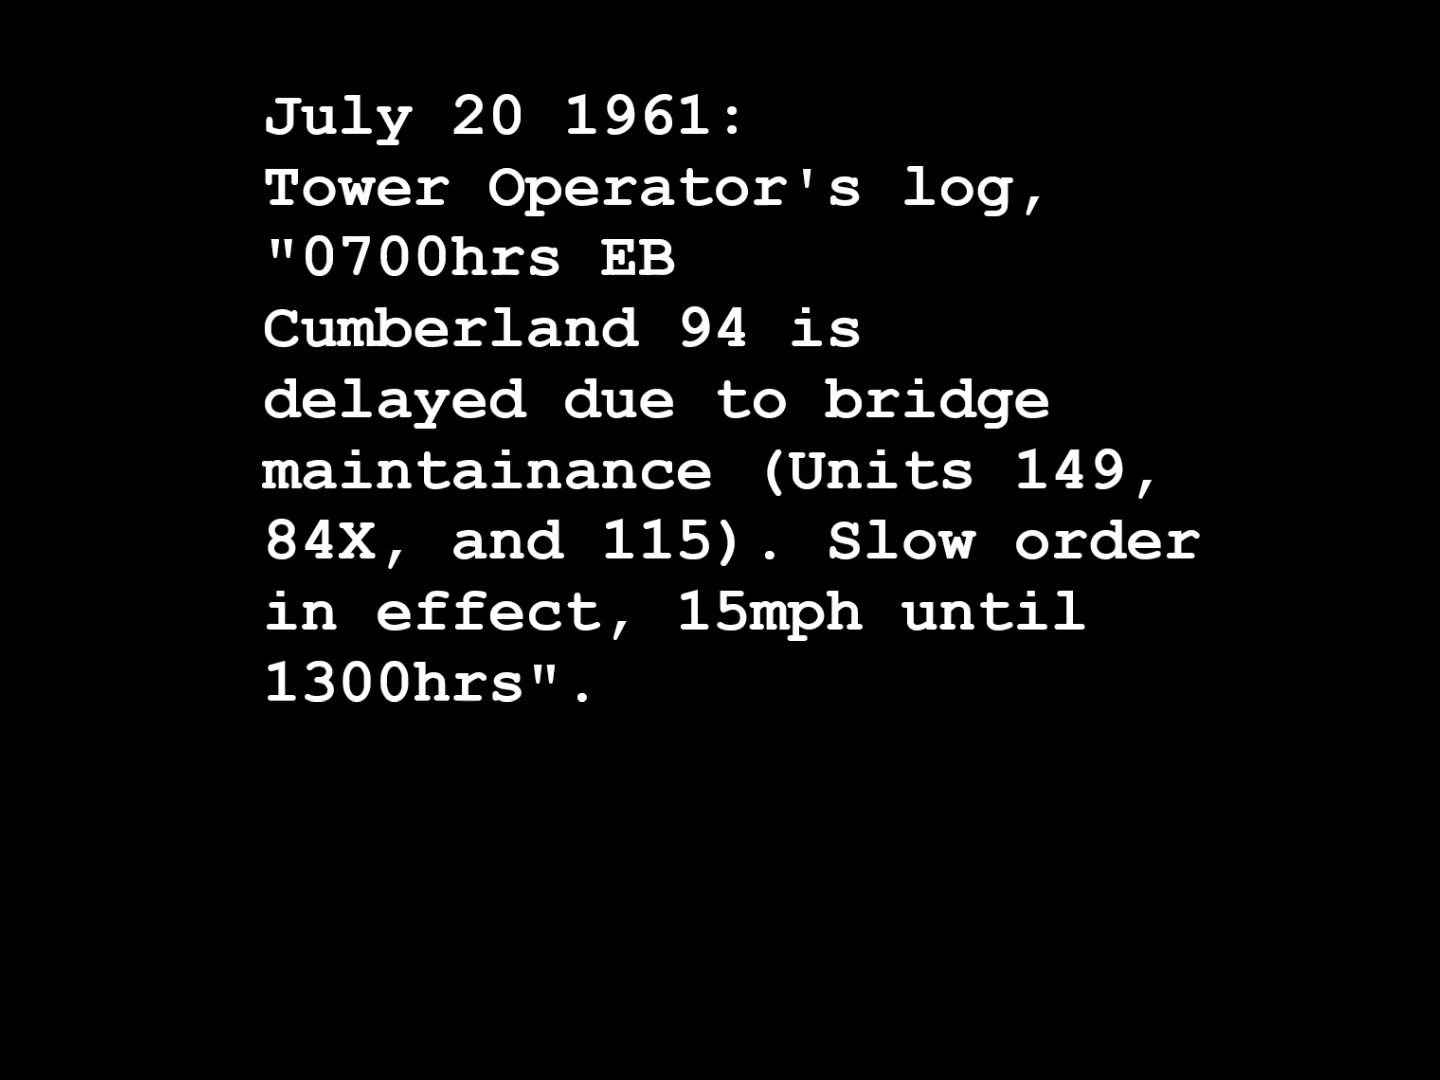 July 20 1961:
Tower Operator's log,
"0700hrs EB
Cumberland 94 is
delayed due to bridge
maintainance (Units 149,
84X, and 115). Slow order
in effect, 15mph until
1300hrs".